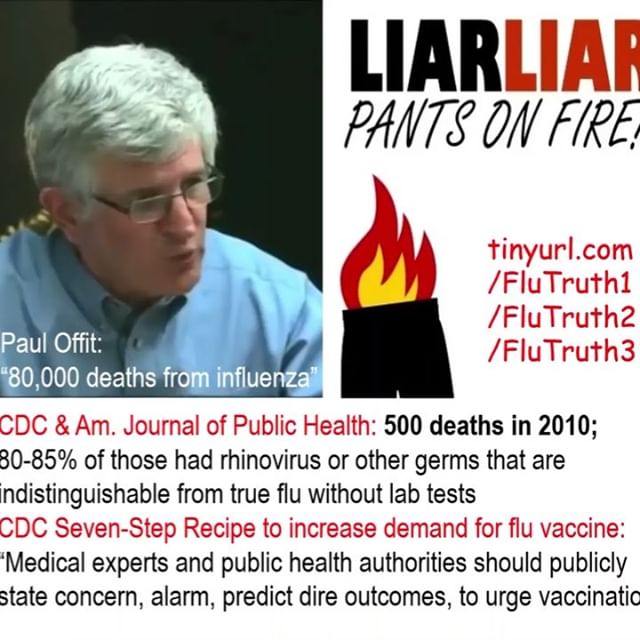 LIARLIAR
PANTS ON FIRE!
tinyurl.com
/FluTruth1
/FluTruth2
/FluTruth3
Paul Offit:
"80,000 deaths from influenza"
CDC & Am. Journal of Public Health: 500 deaths in 2010;
80-85% of those had rhinovirus or other germs that are
indistinguishable from true flu without lab tests
CDC Seven-Step Recipe to increase demand for flu vaccine:
"Medical experts and public health authorities should publicly
state concern, alarm, predict dire outcomes, to urge vaccinatio